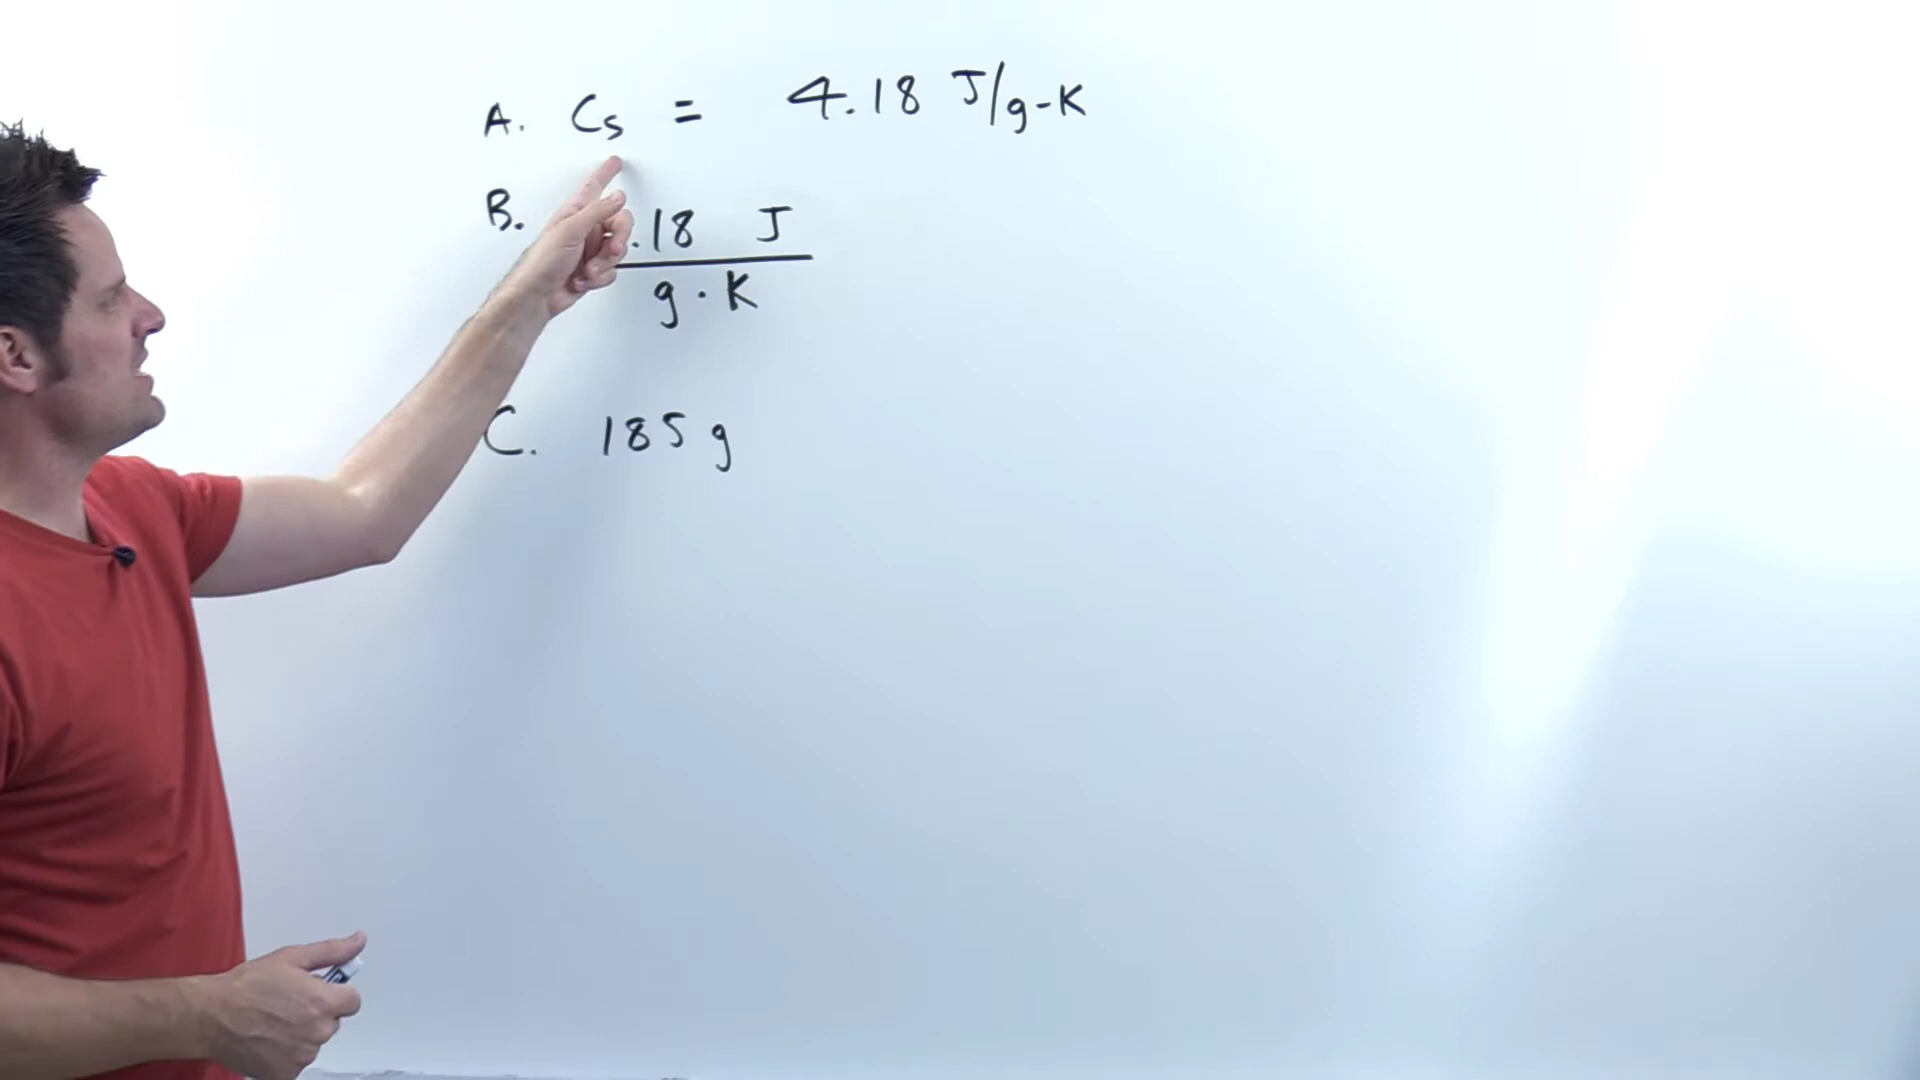 A. Cs = 4.18 J/g-K
B. .18 J
g · K
C. 185 g